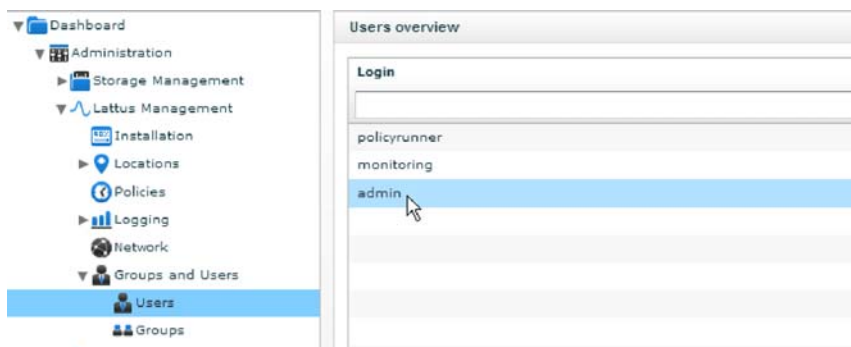 Dashboard
Administration
Storage Management
Lattus Management
Installation
Locations
Policies
Logging
Network
Groups and Users
Users
Groups
Users overview
Login
policyrunner
monitoring
admin